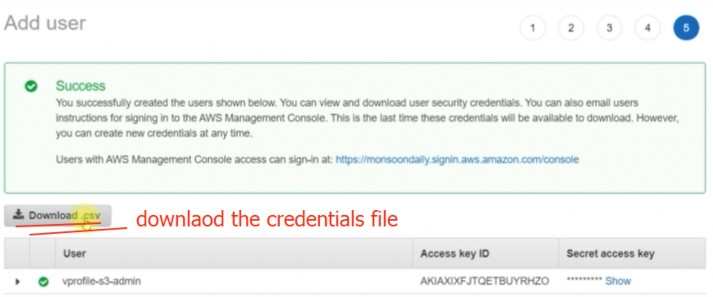 Add user
1 2 3 4 5
Success
You successfully created the users shown below. You can view and download user security credentials. You can also email users
instructions for signing in to the AWS Management Console. This is the last time these credentials will be available to download. However,
you can create new credentials at any time.
Users with AWS Management Console access can sign-in at: https://monsoondaily.signin.aws.amazon.com/console
Download .csv downlaod the credentials file
User Access key ID Secret access key
vprofile-s3-admin AKIAXIXFJTQETBUYRHZO ********* Show